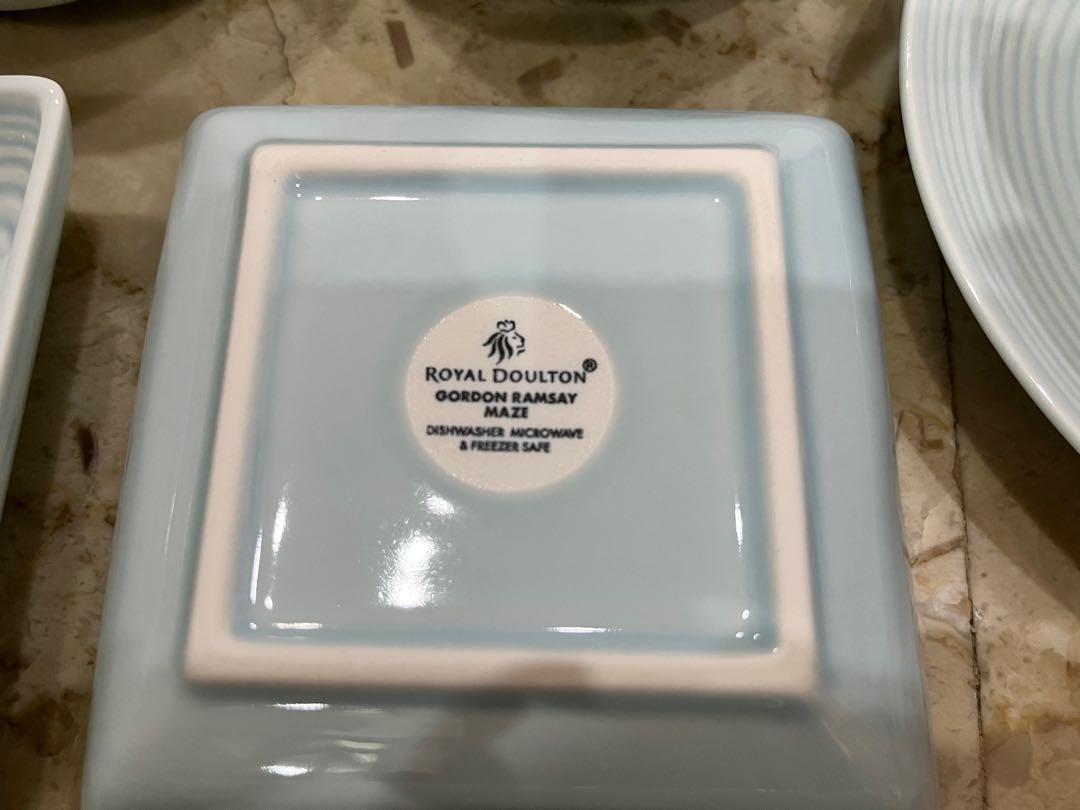 ROYAL DOULTON®
GORDON RAMSAY
MAZE
DISHWASHER MICROWAVE
& FREEZER SAFE